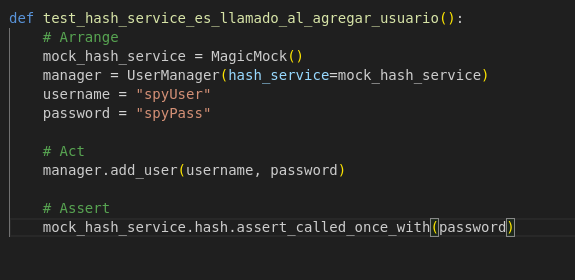 def test_hash_service_es_llamado_al_agregar_usuario():
    # Arrange
    mock_hash_service = MagicMock()
    manager = UserManager(hash_service=mock_hash_service)
    username = "spyUser"
    password = "spyPass"

    # Act
    manager.add_user(username, password)

    # Assert
    mock_hash_service.hash.assert_called_once_with(password)